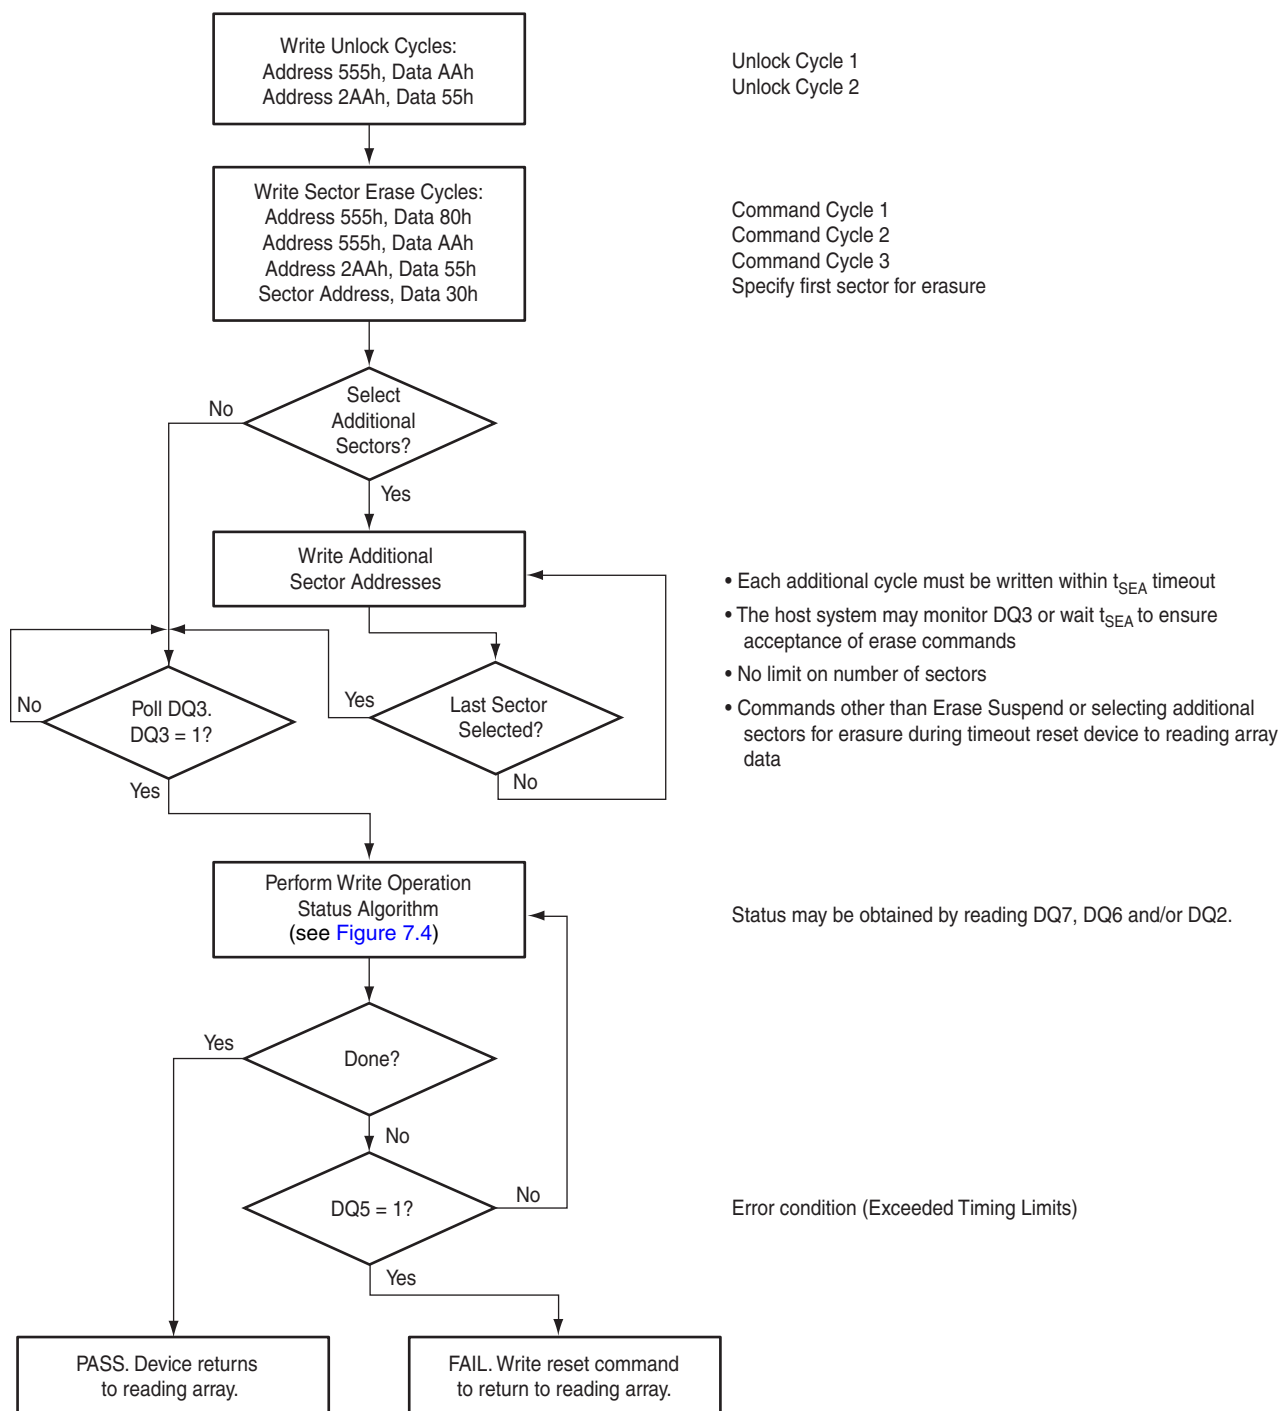 Write Unlock Cycles:
Address 555h, Data AAh
Address 2AAh, Data 55h
Unlock Cycle 1
Unlock Cycle 2
Write Sector Erase Cycles:
Address 555h, Data 80h
Address 555h, Data AAh
Address 2AAh, Data 55h
Sector Address, Data 30h
Command Cycle 1
Command Cycle 2
Command Cycle 3
Specify first sector for erasure
Select
Additional
Sectors?
No
Yes
Write Additional
Sector Addresses
• Each additional cycle must be written within tSEA timeout
• The host system may monitor DQ3 or wait tSEA to ensure
acceptance of erase commands
• No limit on number of sectors
• Commands other than Erase Suspend or selecting additional
sectors for erasure during timeout reset device to reading array
data
No
Poll DQ3.
DQ3 = 1?
Yes
Yes
Last Sector
Selected?
No
Perform Write Operation
Status Algorithm
(see Figure 7.4)
Status may be obtained by reading DQ7, DQ6 and/or DQ2.
Yes
Done?
No
DQ5 = 1?
No
Error condition (Exceeded Timing Limits)
Yes
PASS. Device returns
to reading array.
FAIL. Write reset command
to return to reading array.